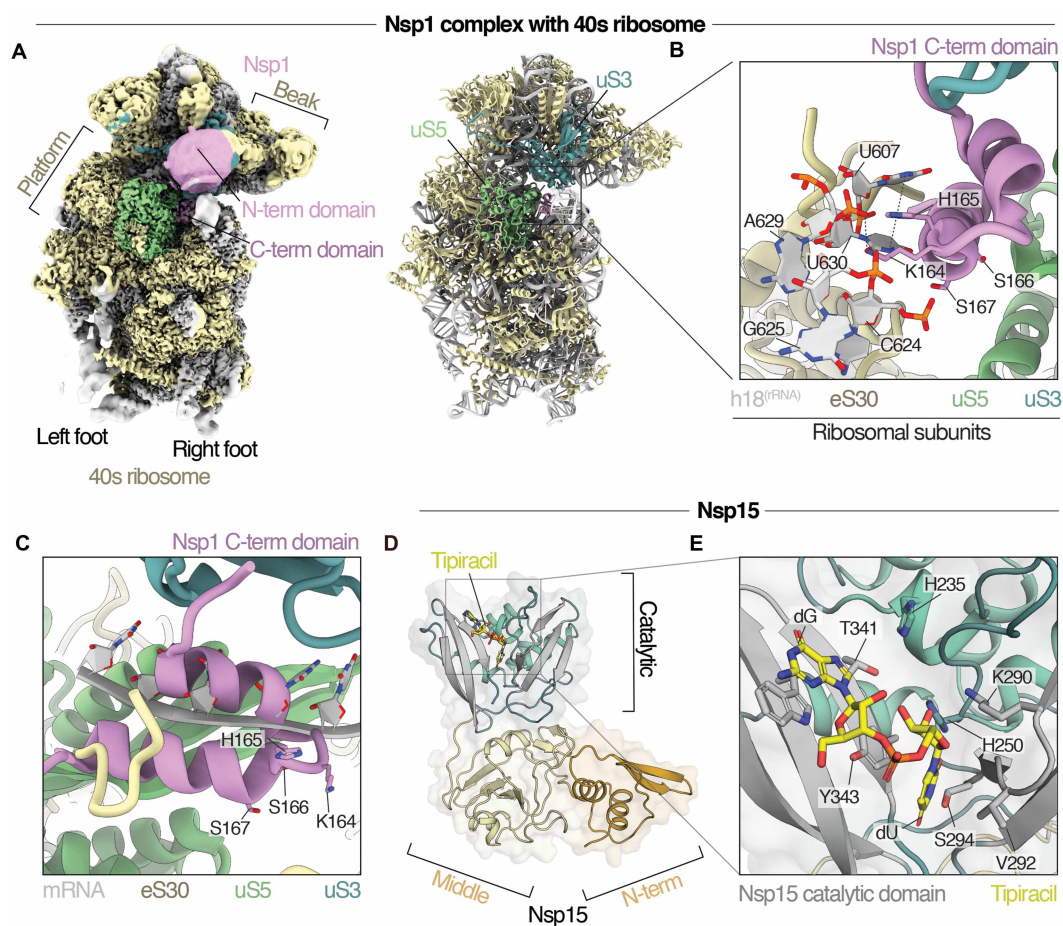 Nsp1 complex with 40s ribosome
A
Nsp1
Beak
Platform
N-term domain
C-term domain
Left foot
Right foot
40s ribosome
uS3
uS5
B
Nsp1 C-term domain
U607
H165
A629
U630
K164
S166
S167
G625
C624
h18(rRNA) eS30 uS5 uS3
Ribosomal subunits
C
Nsp1 C-term domain
H165
S166
K164
S167
mRNA eS30 uS5 uS3
Nsp15
D
Tipiracil
Catalytic
Middle
N-term
Nsp15
E
H235
dG
T341
K290
H250
Y343
dU
S294
V292
Nsp15 catalytic domain Tipiracil